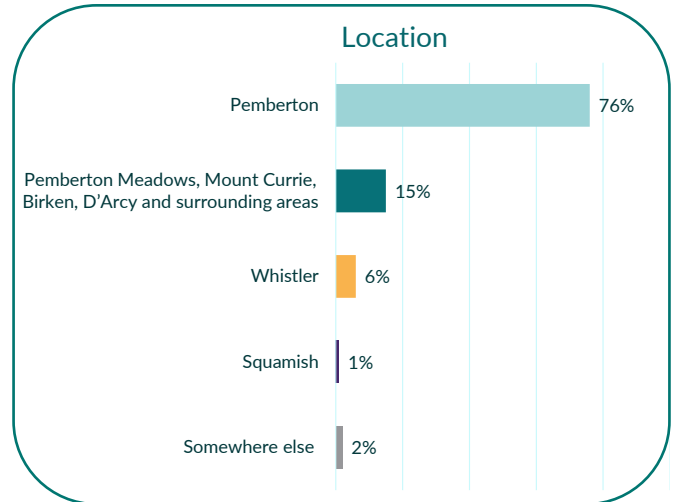 Location
Pemberton
76%
Pemberton Meadows, Mount Currie,
Birken, D'Arcy and surrounding areas
15%
Whistler
6%
Squamish
1%
Somewhere else
2%